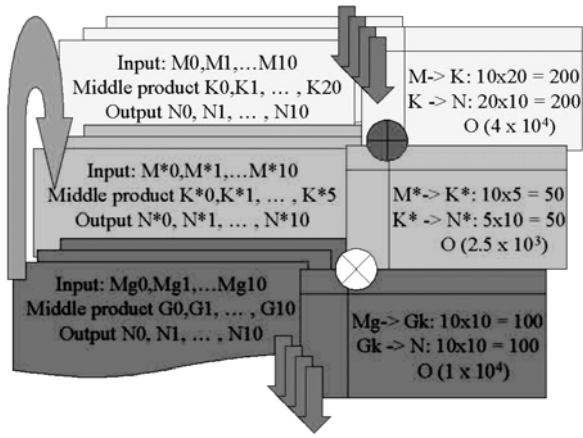 Input: M0,M1,...M10
Middle product K0,K1, ... , K20
Output N0, N1, ... , N10
M-> K: 10x20 = 200
K -> N: 20x10 = 200
O (4 x 10⁴)
Input: M*0,M*1,...M*10
Middle product K*0,K*1, ... , K*5
Output N*0, N*1, ... , N*10
M*-> K*: 10x5 = 50
K*-> N*: 5x10 = 50
O (2.5 x 10³)
Input: Mg0,Mg1,...Mg10
Middle product G0,G1, ... , G10
Output N0, N1, ... , N10
Mg-> Gk: 10x10 = 100
Gk -> N: 10x10 = 100
O (1 x 10⁴)